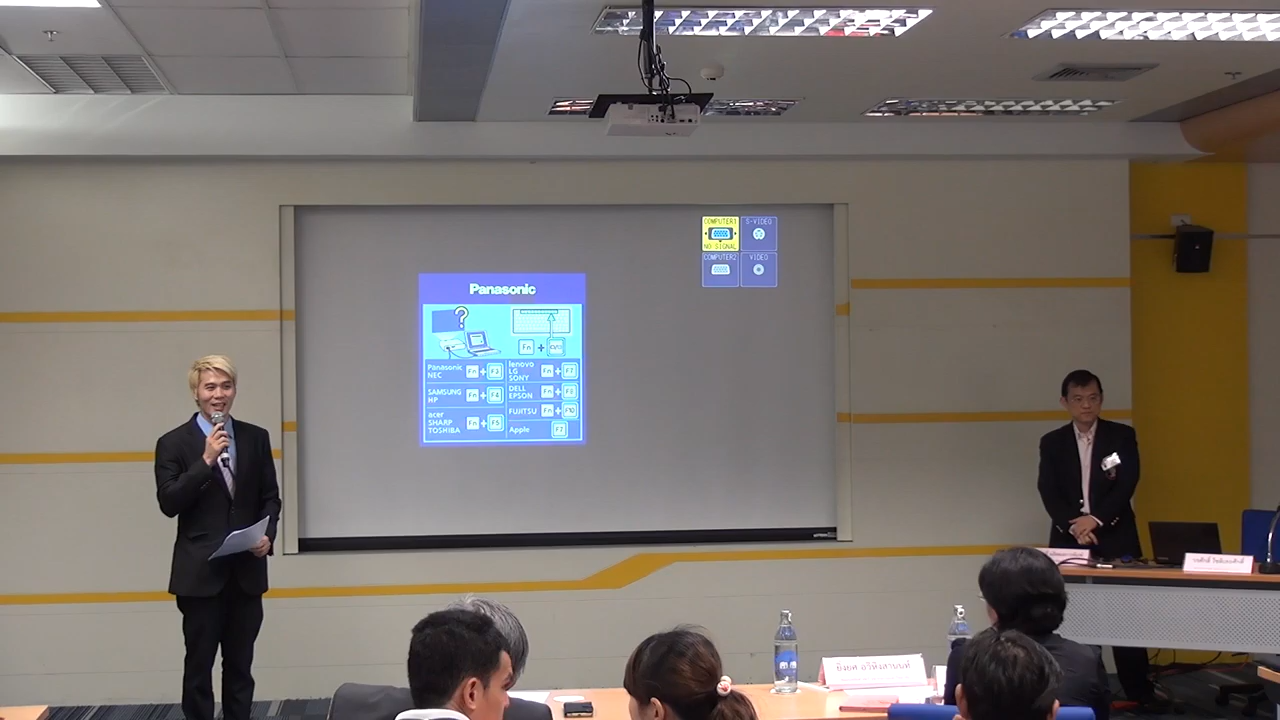 COMPUTER1
NO SIGNAL
S-VIDEO
COMPUTER2
VIDEO
Panasonic
?
Fn +
Panasonic
NEC
Fn + F3
lenovo
LG
SONY
Fn + F7
SAMSUNG
HP
Fn + F4
DELL
EPSON
Fn + F8
acer
SHARP
TOSHIBA
Fn + F5
FUJITSU
Fn + F10
Apple
F7